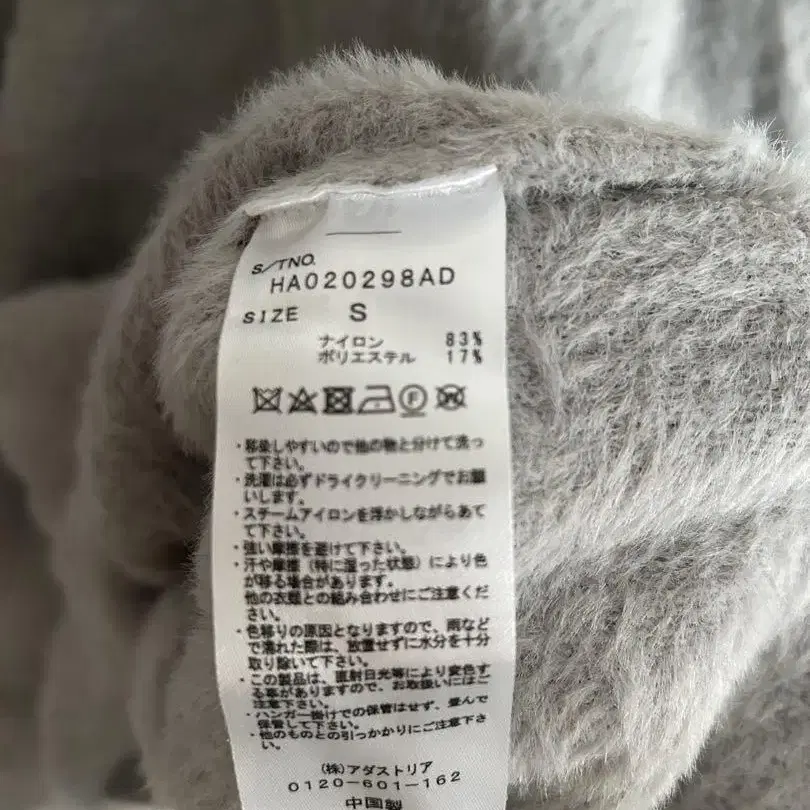 S/TNO.
HA020298AD
SIZE S
ナイロン 83%
ポリエステル 17%
・移染しやすいので他の物と分けて洗っ
て下さい。
・洗濯は必ずドライクリーニングでお願
いします。
・スチームアイロンを浮かしながらあて
て下さい。
・強い摩擦を避けて下さい。
・汗や摩擦（特に湿った状態）により色
が移る場合があります。
他の衣類との組み合わせにご注意くだ
さい。
・色移りの原因となりますので、雨など
で濡れた際は、放置せずに水分を十分
取り除いて下さい。
・この製品は、直射日光等により変色す
る事がありますので、お取扱いにはご
注意下さい。
・ハンガー掛けでの保管はせず、畳んで
保管して下さい。
・他のものとの引っかかりにご注意下さ
い。
(株)アダストリア
0120-601-162
中国製